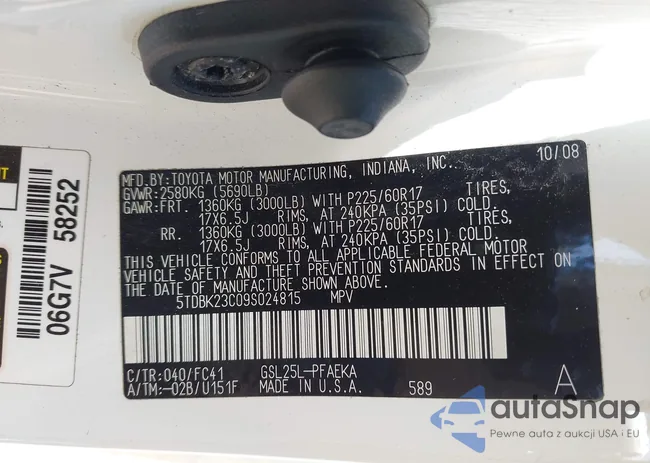 MFD.BY:TOYOTA MOTOR MANUFACTURING, INDIANA, INC. 10/08
GVWR:2580KG (5690LB)
GAWR:FRT. 1360KG (3000LB) WITH P225/60R17 TIRES,
17X6.5J RIMS, AT 240KPA (35PSI) COLD.
RR. 1360KG (3000LB) WITH P225/60R17 TIRES,
17X6.5J RIMS, AT 240KPA (35PSI) COLD.
THIS VEHICLE CONFORMS TO ALL APPLICABLE FEDERAL MOTOR
VEHICLE SAFETY AND THEFT PREVENTION STANDARDS IN EFFECT ON
THE DATE OF MANUFACTURE SHOWN ABOVE.
5TDBK23C09S024815 MPV
C/TR:040/FC41 GSL25L-PFAEKA
A/TM:-02B/U151F MADE IN U.S.A. 589 A
06G7V 58252
autaSnap
Pewne auta z aukcji USA i EU